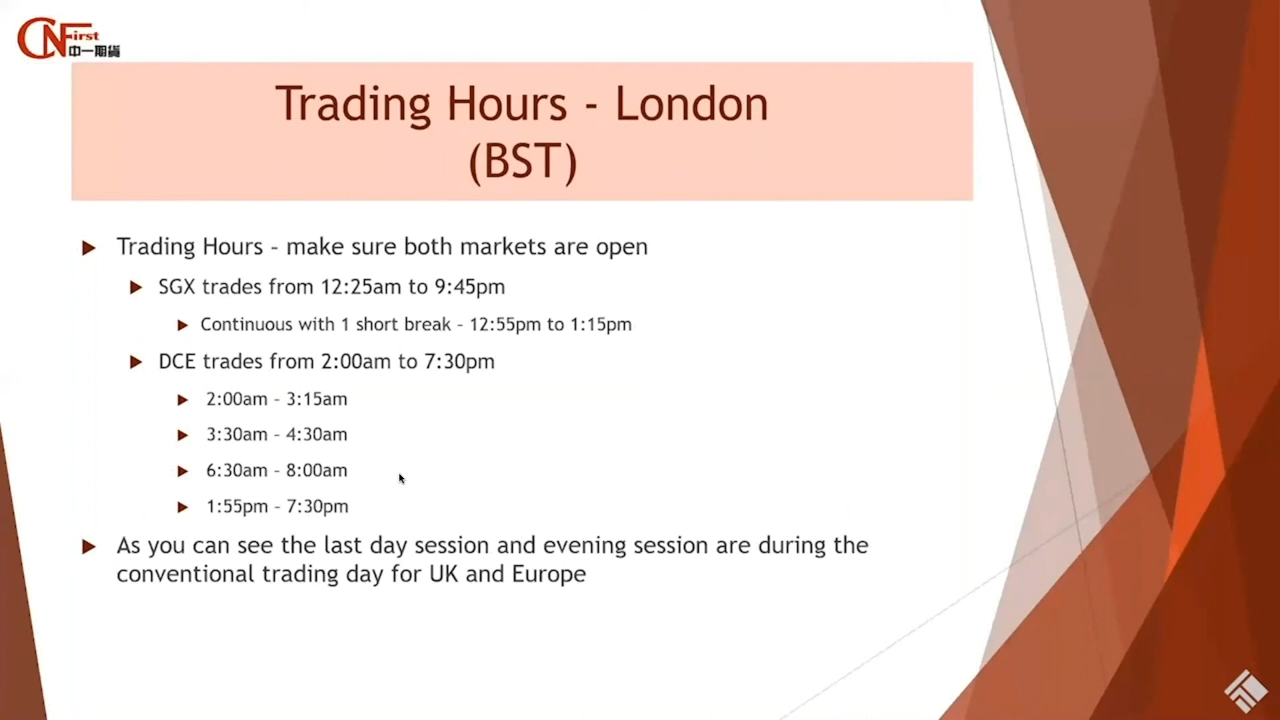 CNFirst
中一期貨
Trading Hours - London
(BST)
Trading Hours - make sure both markets are open
SGX trades from 12:25am to 9:45pm
Continuous with 1 short break - 12:55pm to 1:15pm
DCE trades from 2:00am to 7:30pm
2:00am - 3:15am
3:30am - 4:30am
6:30am - 8:00am
1:55pm - 7:30pm
As you can see the last day session and evening session are during the
conventional trading day for UK and Europe